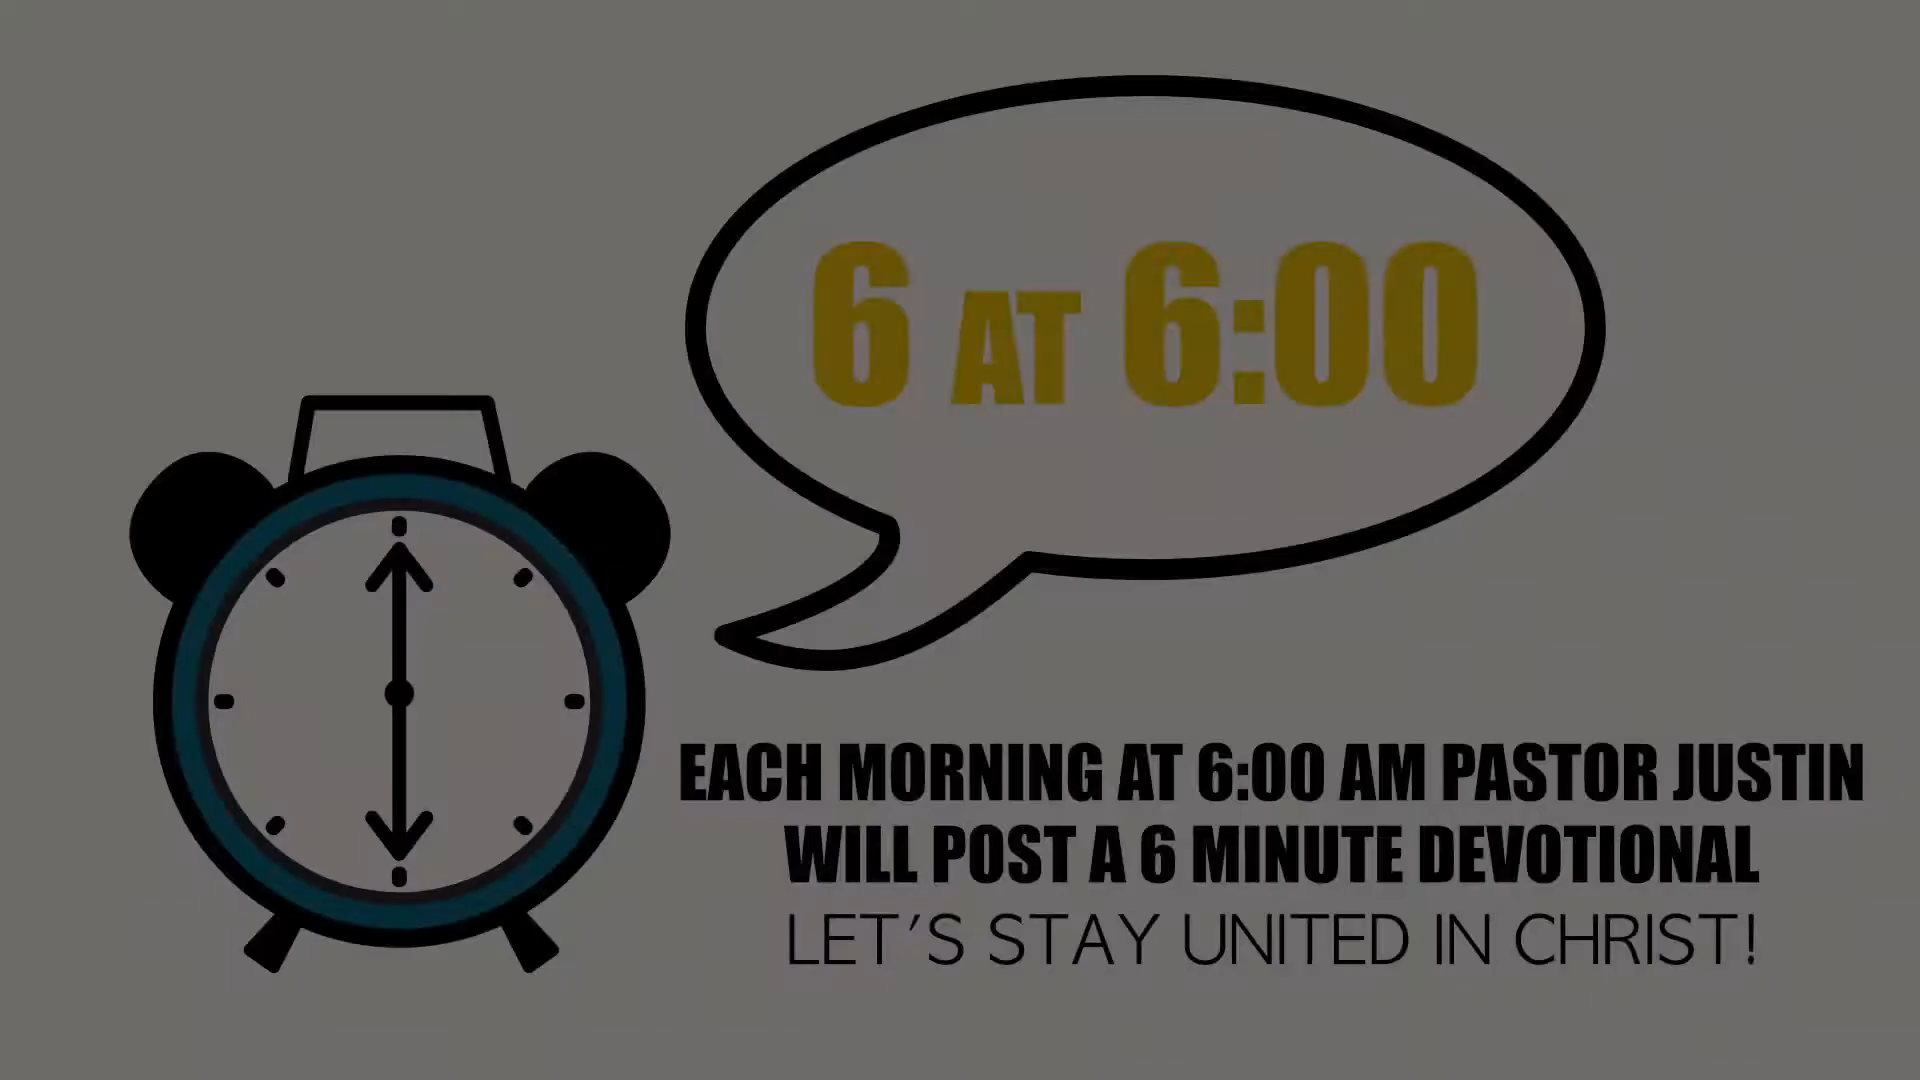 6 AT 6:00
EACH MORNING AT 6:00 AM PASTOR JUSTIN
WILL POST A 6 MINUTE DEVOTIONAL
LET'S STAY UNITED IN CHRIST!